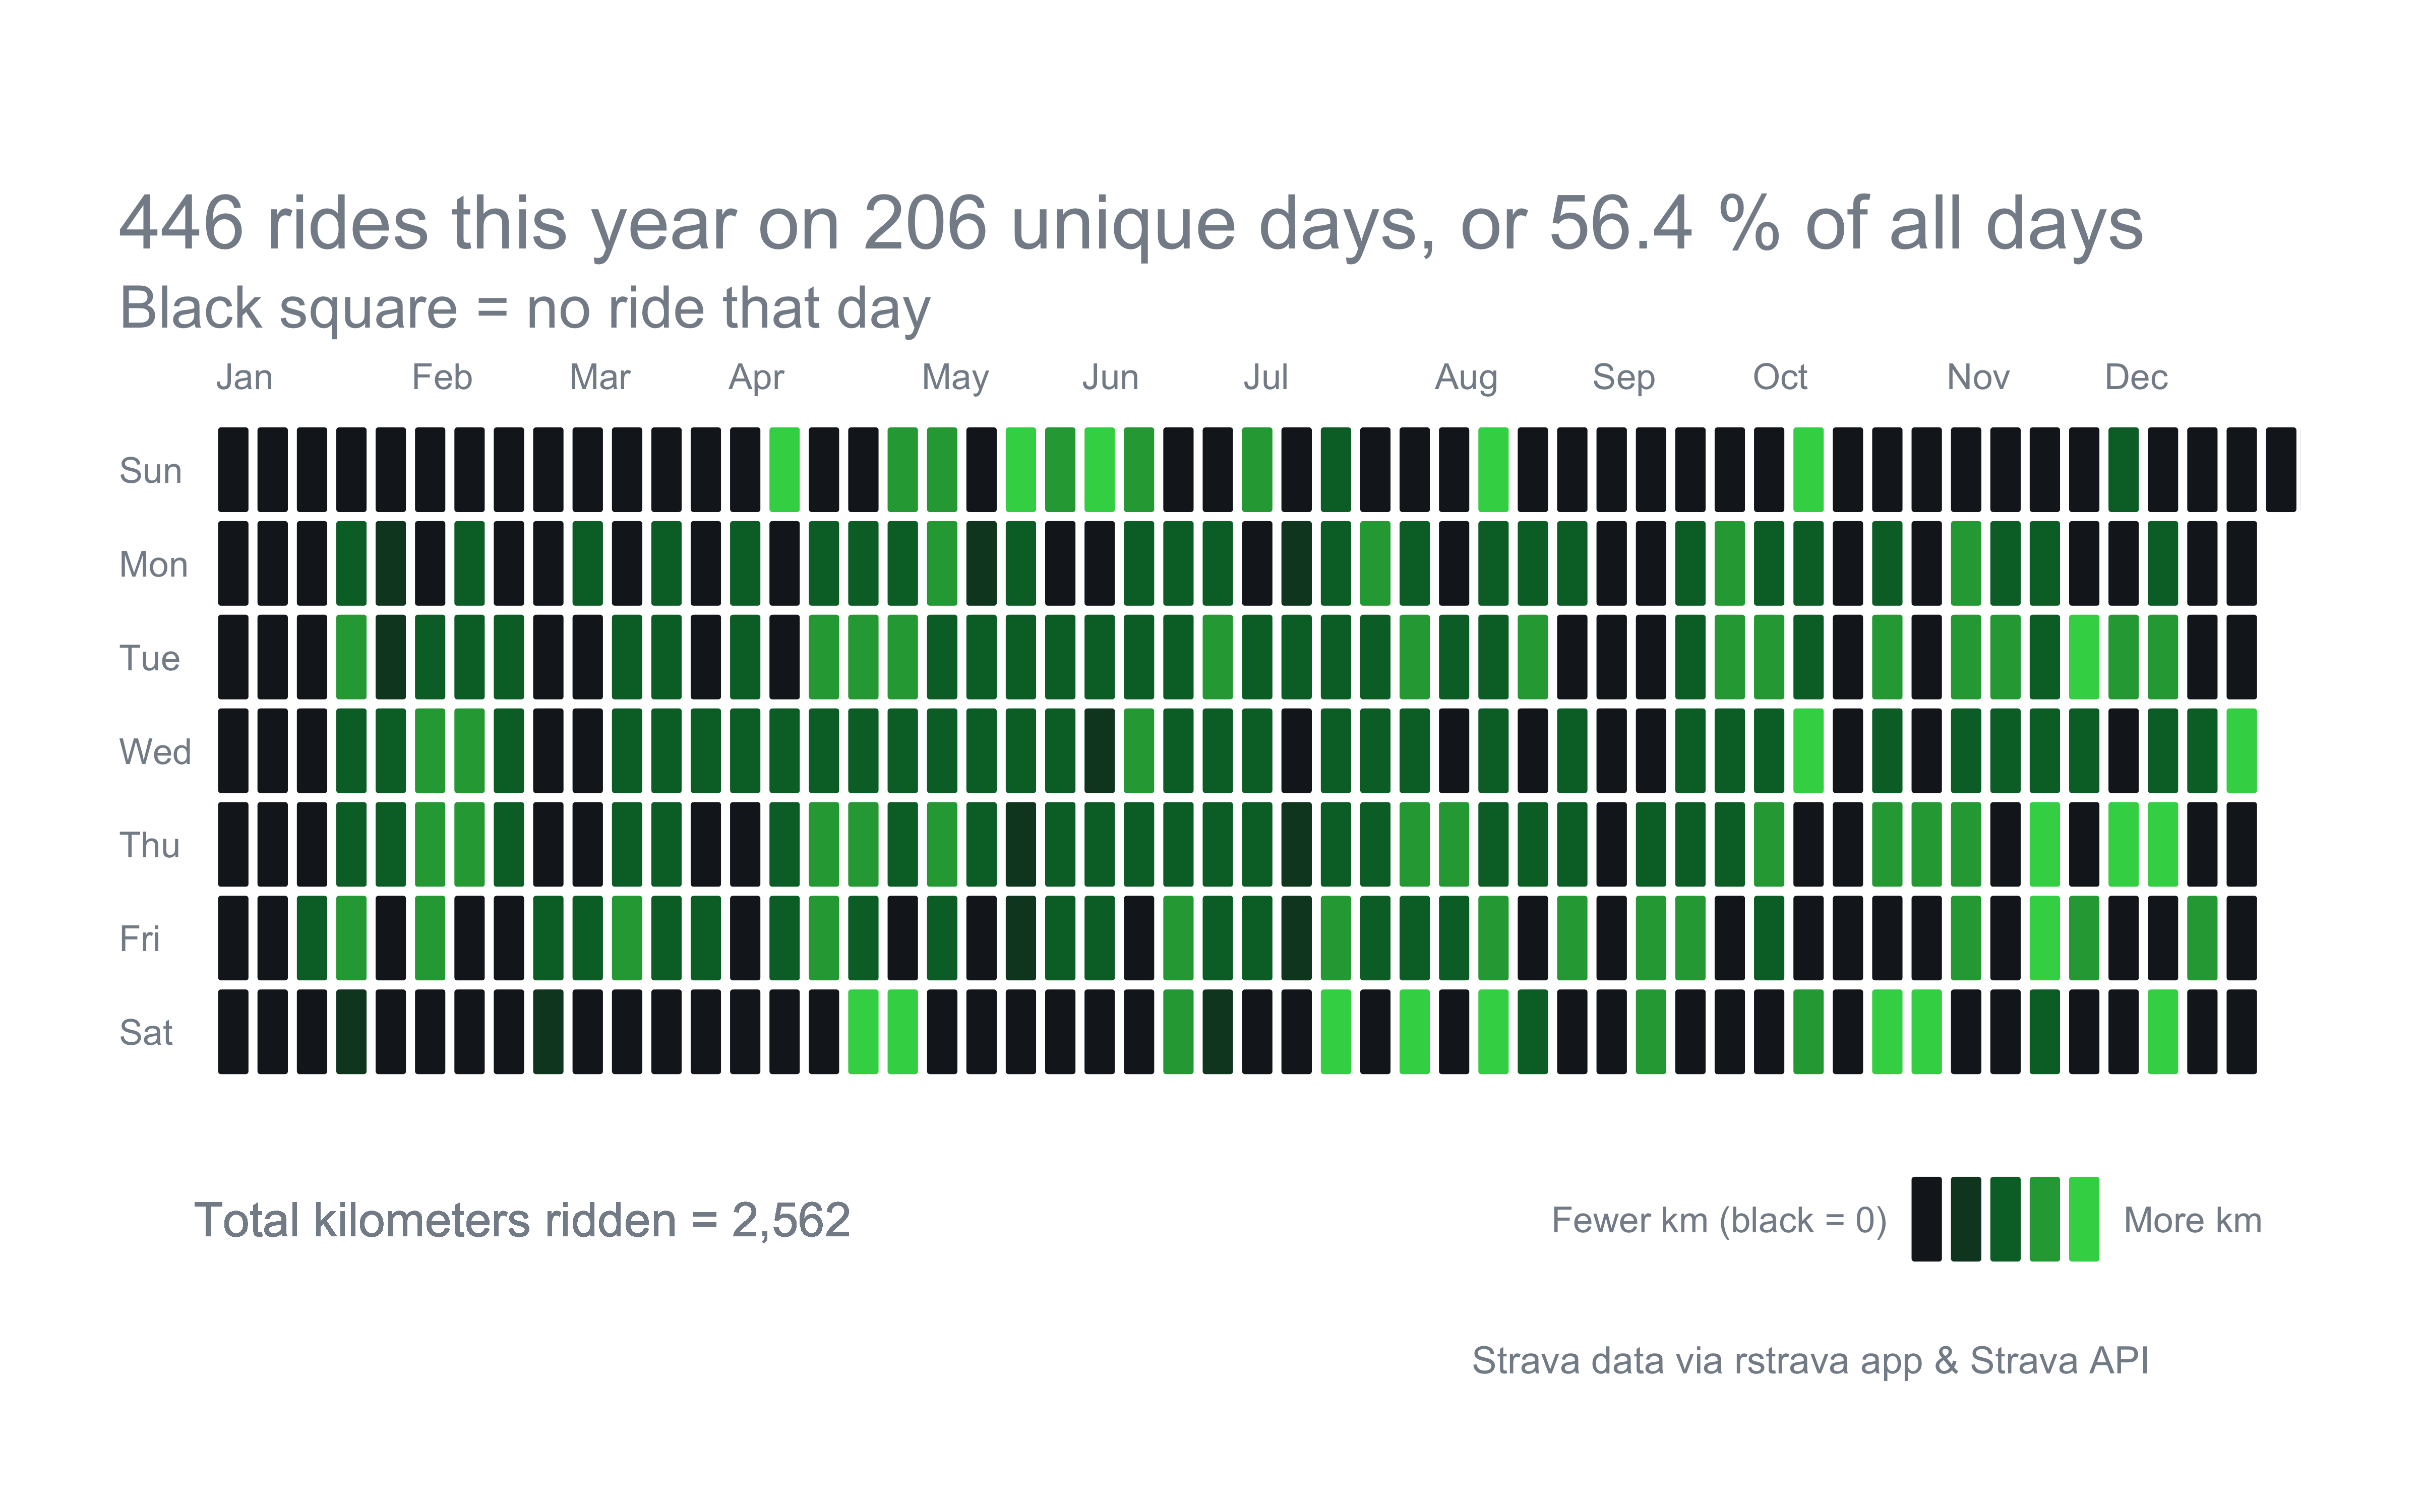 446 rides this year on 206 unique days, or 56.4 % of all days
Black square = no ride that day
Jan Feb Mar Apr May Jun Jul Aug Sep Oct Nov Dec
Sun
Mon
Tue
Wed
Thu
Fri
Sat
Total kilometers ridden = 2,562
Fewer km (black = 0) More km
Strava data via rstrava app & Strava API